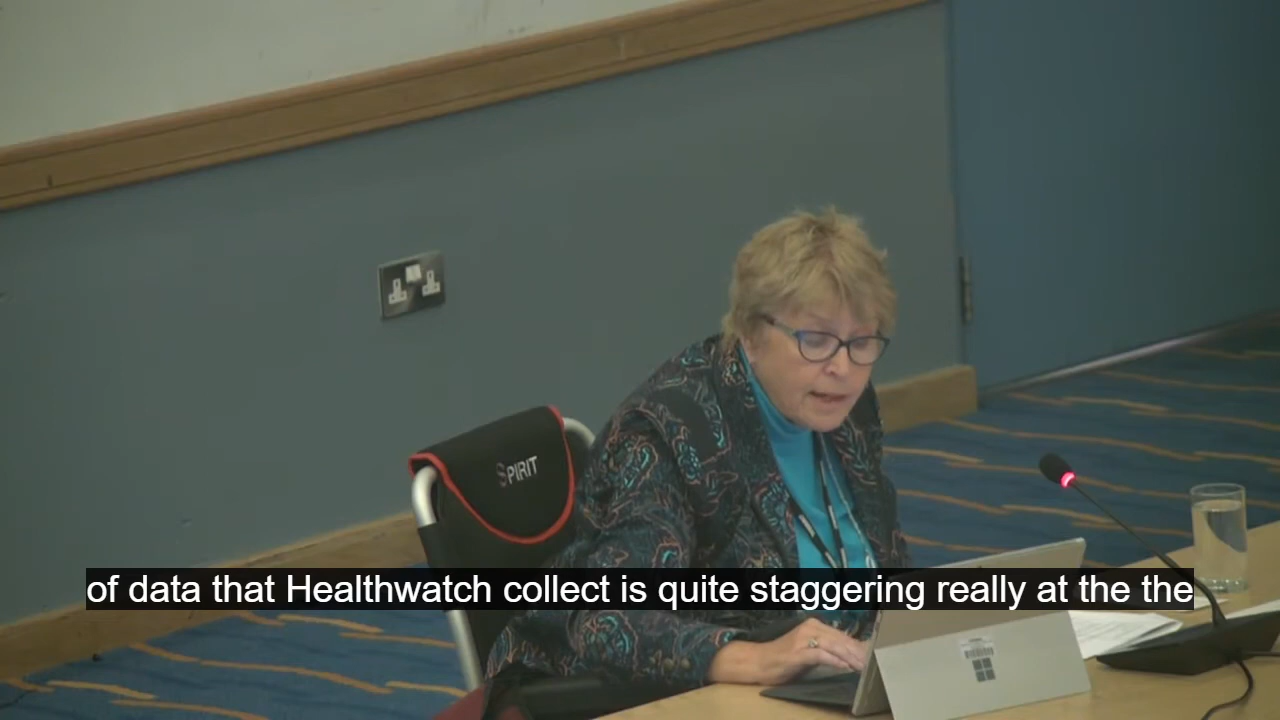 SPIRIT
of data that Healthwatch collect is quite staggering really at the the